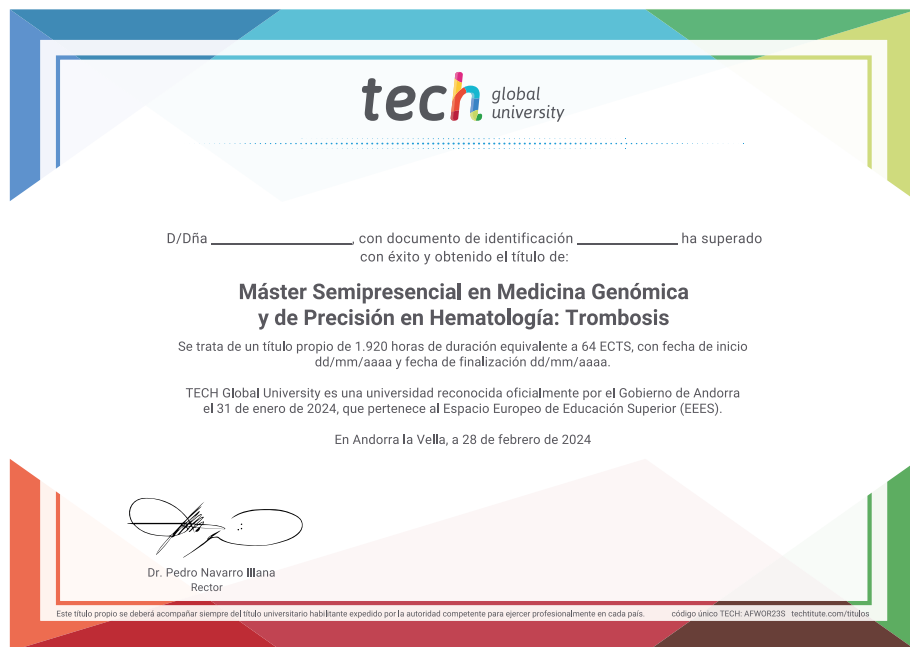 tech global
university
D/Dña ________________, con documento de identificación ____________ ha superado
con éxito y obtenido el título de:
Máster Semipresencial en Medicina Genómica
y de Precisión en Hematología: Trombosis
Se trata de un título propio de 1.920 horas de duración equivalente a 64 ECTS, con fecha de inicio
dd/mm/aaaa y fecha de finalización dd/mm/aaaa.
TECH Global University es una universidad reconocida oficialmente por el Gobierno de Andorra
el 31 de enero de 2024, que pertenece al Espacio Europeo de Educación Superior (EEES).
En Andorra la Vella, a 28 de febrero de 2024
Dr. Pedro Navarro Illana
Rector
Este título propio se deberá acompañar siempre del título universitario habilitante expedido por la autoridad competente para ejercer profesionalmente en cada país. código único TECH: AFWOR23S techtitute.com/titulos